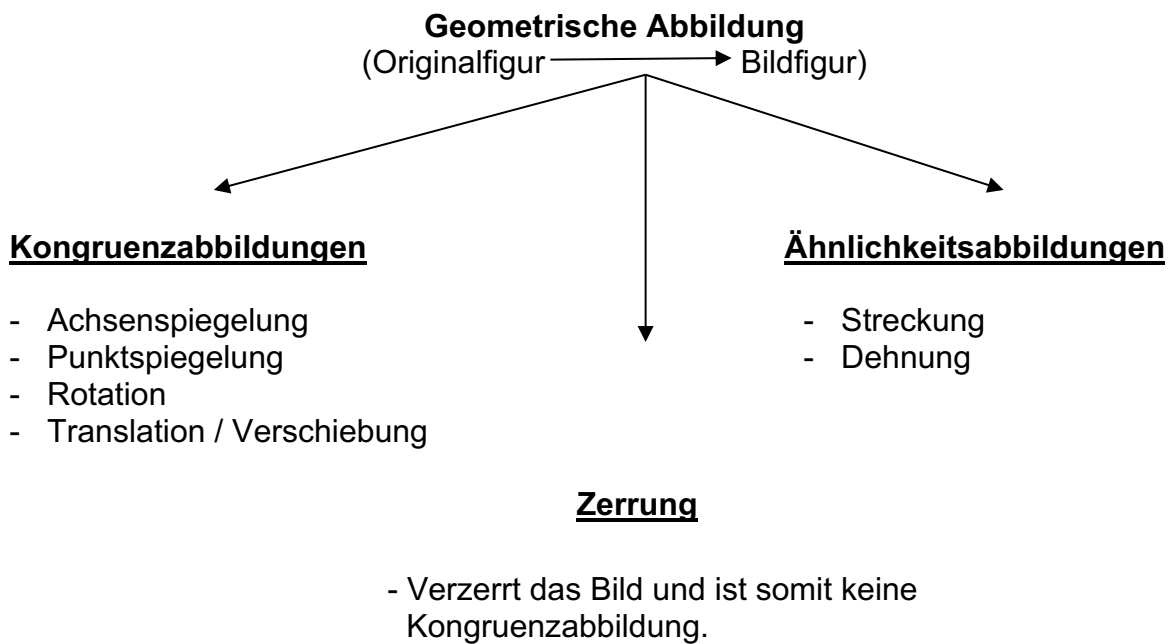 Geometrische Abbildung
(Originalfigur Bildfigur)
Kongruenzabbildungen
- Achsenspiegelung
- Punktspiegelung
- Rotation
- Translation / Verschiebung
Ähnlichkeitsabbildungen
- Streckung
- Dehnung
Zerrung
- Verzerrt das Bild und ist somit keine
Kongruenzabbildung.